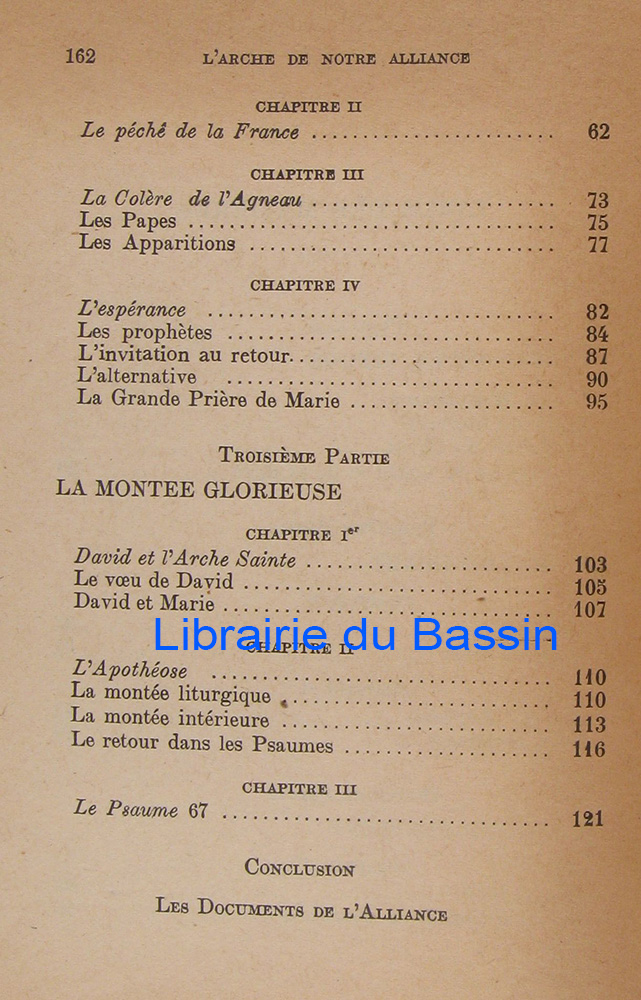 162 L'ARCHE DE NOTRE ALLIANCE
CHAPITRE II
Le péché de la France ........................ 62
CHAPITRE III
La Colère de l'Agneau ........................ 73
Les Papes .................................... 75
Les Apparitions .............................. 77
CHAPITRE IV
L'espérance .................................. 82
Les prophètes ................................ 84
L'invitation au retour........................ 87
L'alternative ................................ 90
La Grande Prière de Marie .................... 95
TROISIÈME PARTIE
LA MONTEE GLORIEUSE
CHAPITRE Ier
David et l'Arche Sainte ...................... 103
Le vœu de David .............................. 105
David et Marie ............................... 107
Librairie du Bassin
CHAPITRE II
L'Apothéose .................................. 110
La montée liturgique ......................... 110
La montée intérieure ......................... 113
Le retour dans les Psaumes ................... 116
CHAPITRE III
Le Psaume 67 ................................. 121
CONCLUSION
LES DOCUMENTS DE L'ALLIANCE